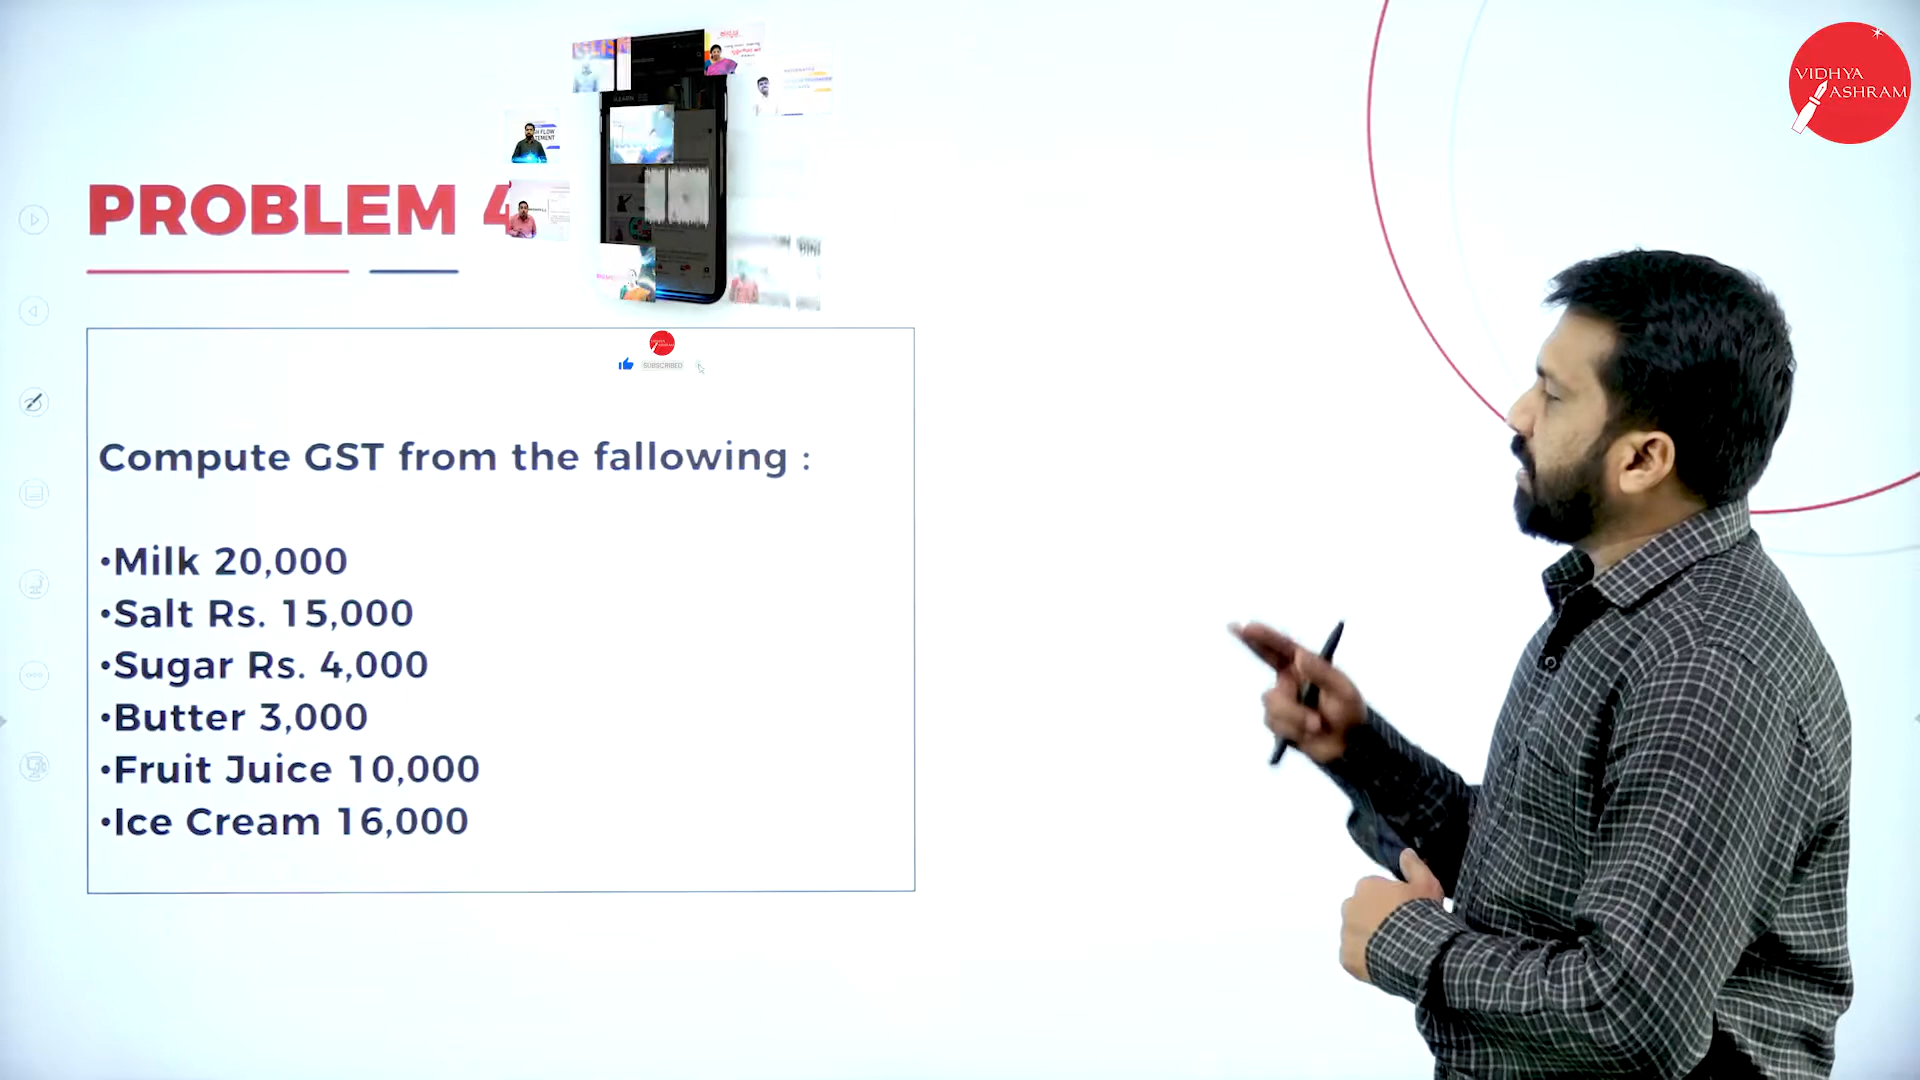 VIDHYA
ASHRAM
PROBLEM 4
SUBSCRIBED
Compute GST from the fallowing :
•Milk 20,000
•Salt Rs. 15,000
•Sugar Rs. 4,000
•Butter 3,000
•Fruit Juice 10,000
•Ice Cream 16,000